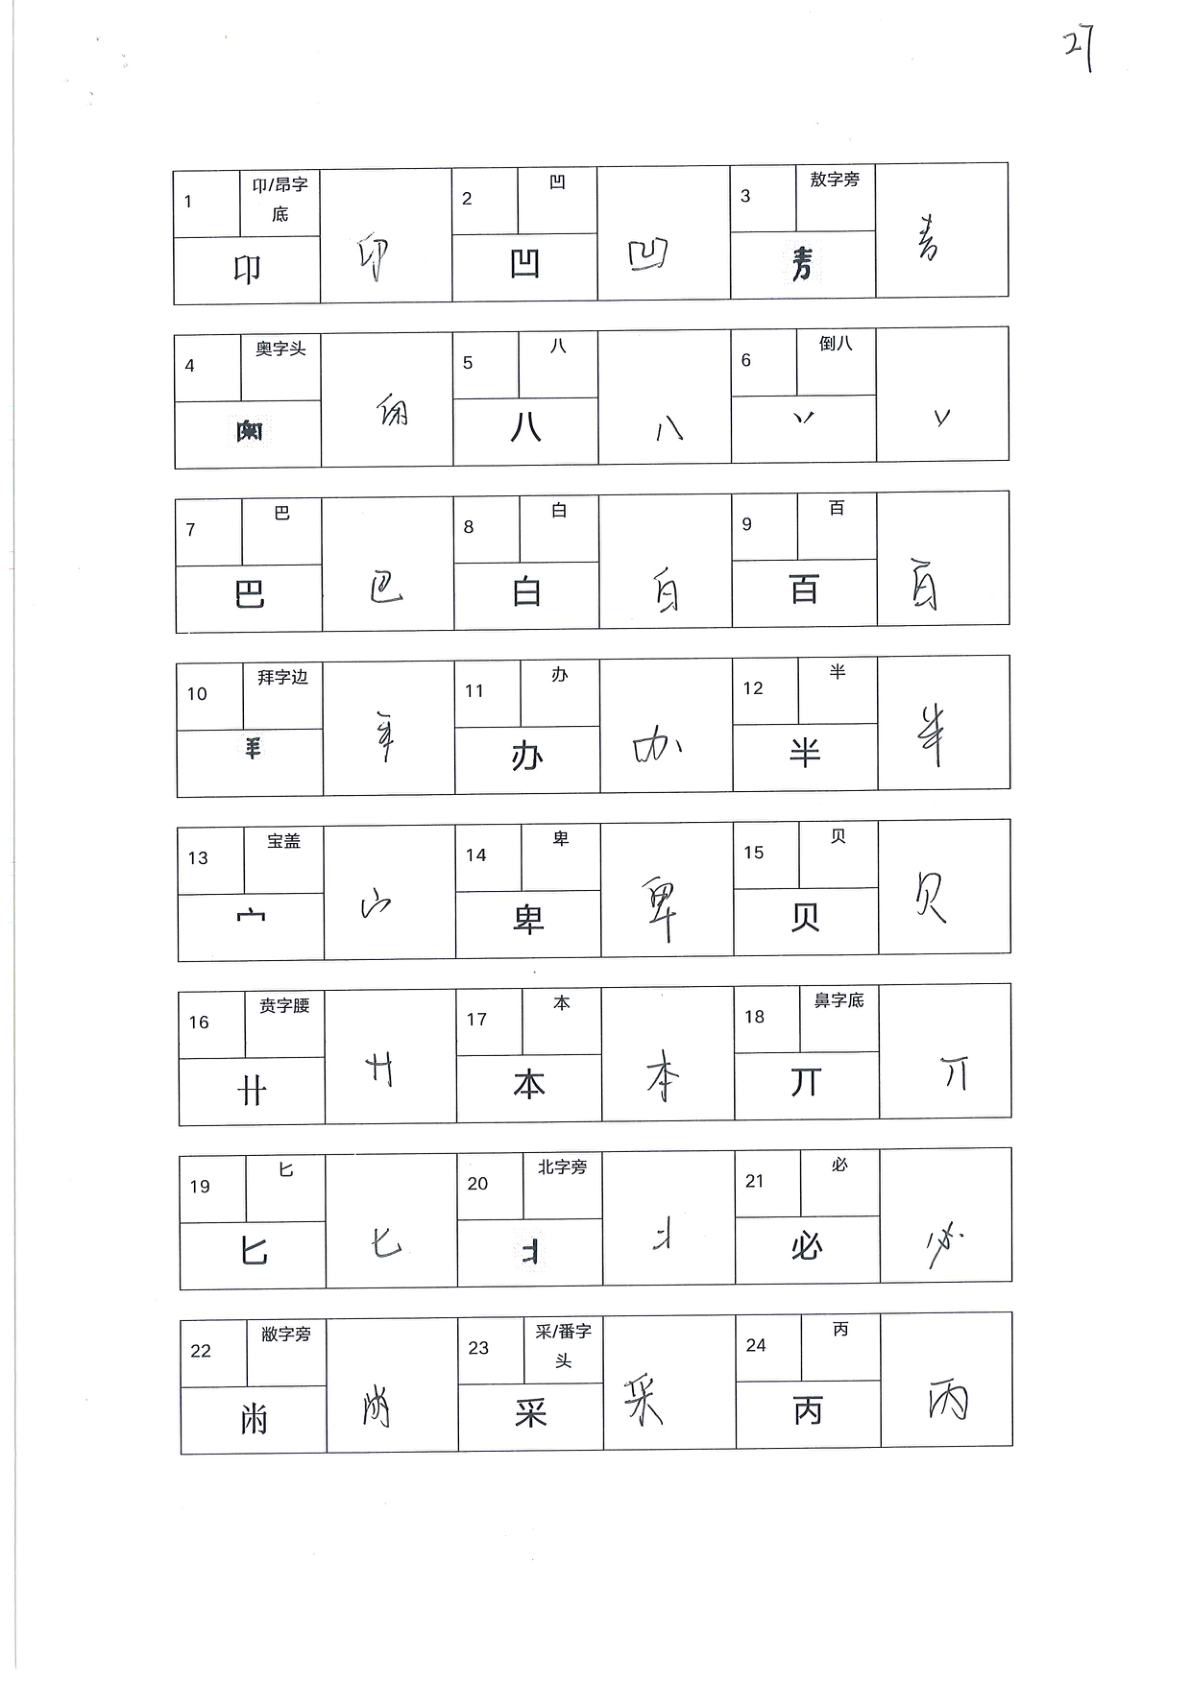 27
1 卬/昂字底 卬 卬 2 凹 凹 凹 3 敖字旁
4 奥字头 5 八 八 八 6 倒八 丷 丷
7 巴 巴 巴 8 白 白 白 9 百 百 百
10 拜字边 11 办 办 办 12 半 半 半
13 宝盖 宀 宀 14 卑 卑 卑 15 贝 贝 贝
16 贲字腰 卄 卄 17 本 本 本 18 鼻字底 丌 丌
19 匕 匕 匕 20 北字旁 21 必 必 必
22 敝字旁 㡀 㡀 23 采/番字头 采 采 24 丙 丙 丙